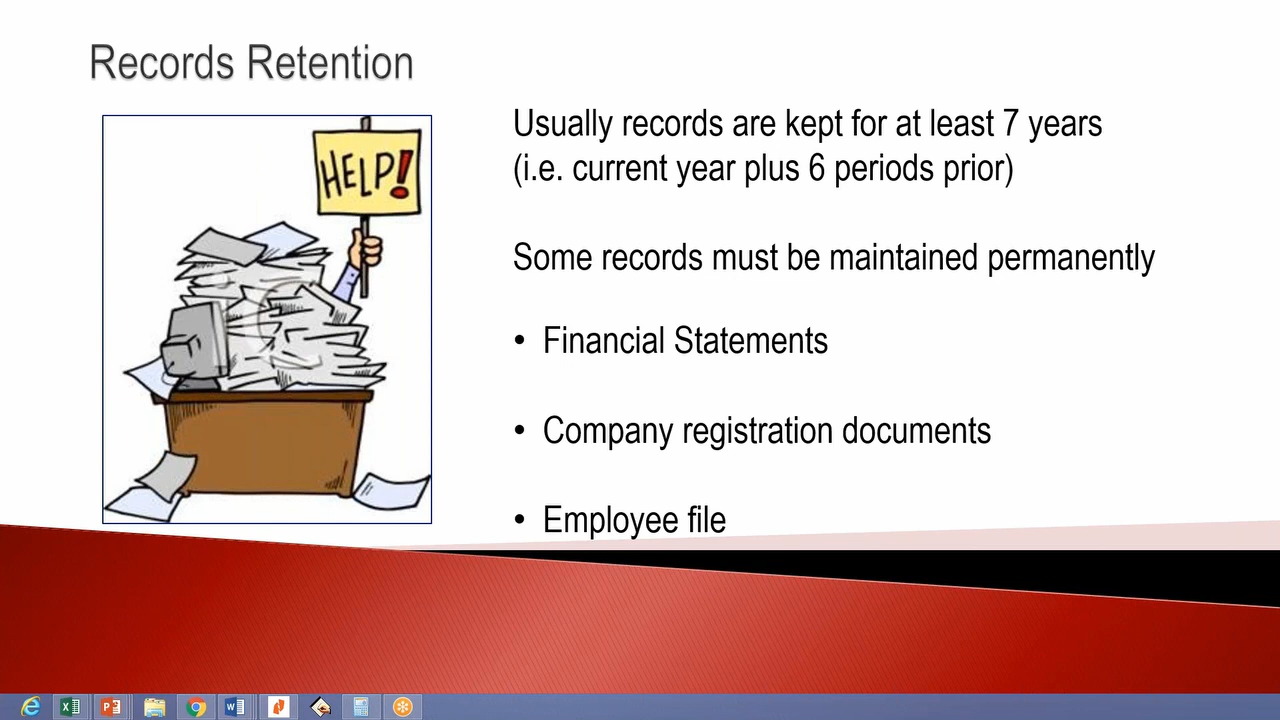 Records Retention
HELP!
Usually records are kept for at least 7 years
(i.e. current year plus 6 periods prior)
Some records must be maintained permanently
• Financial Statements
• Company registration documents
• Employee file